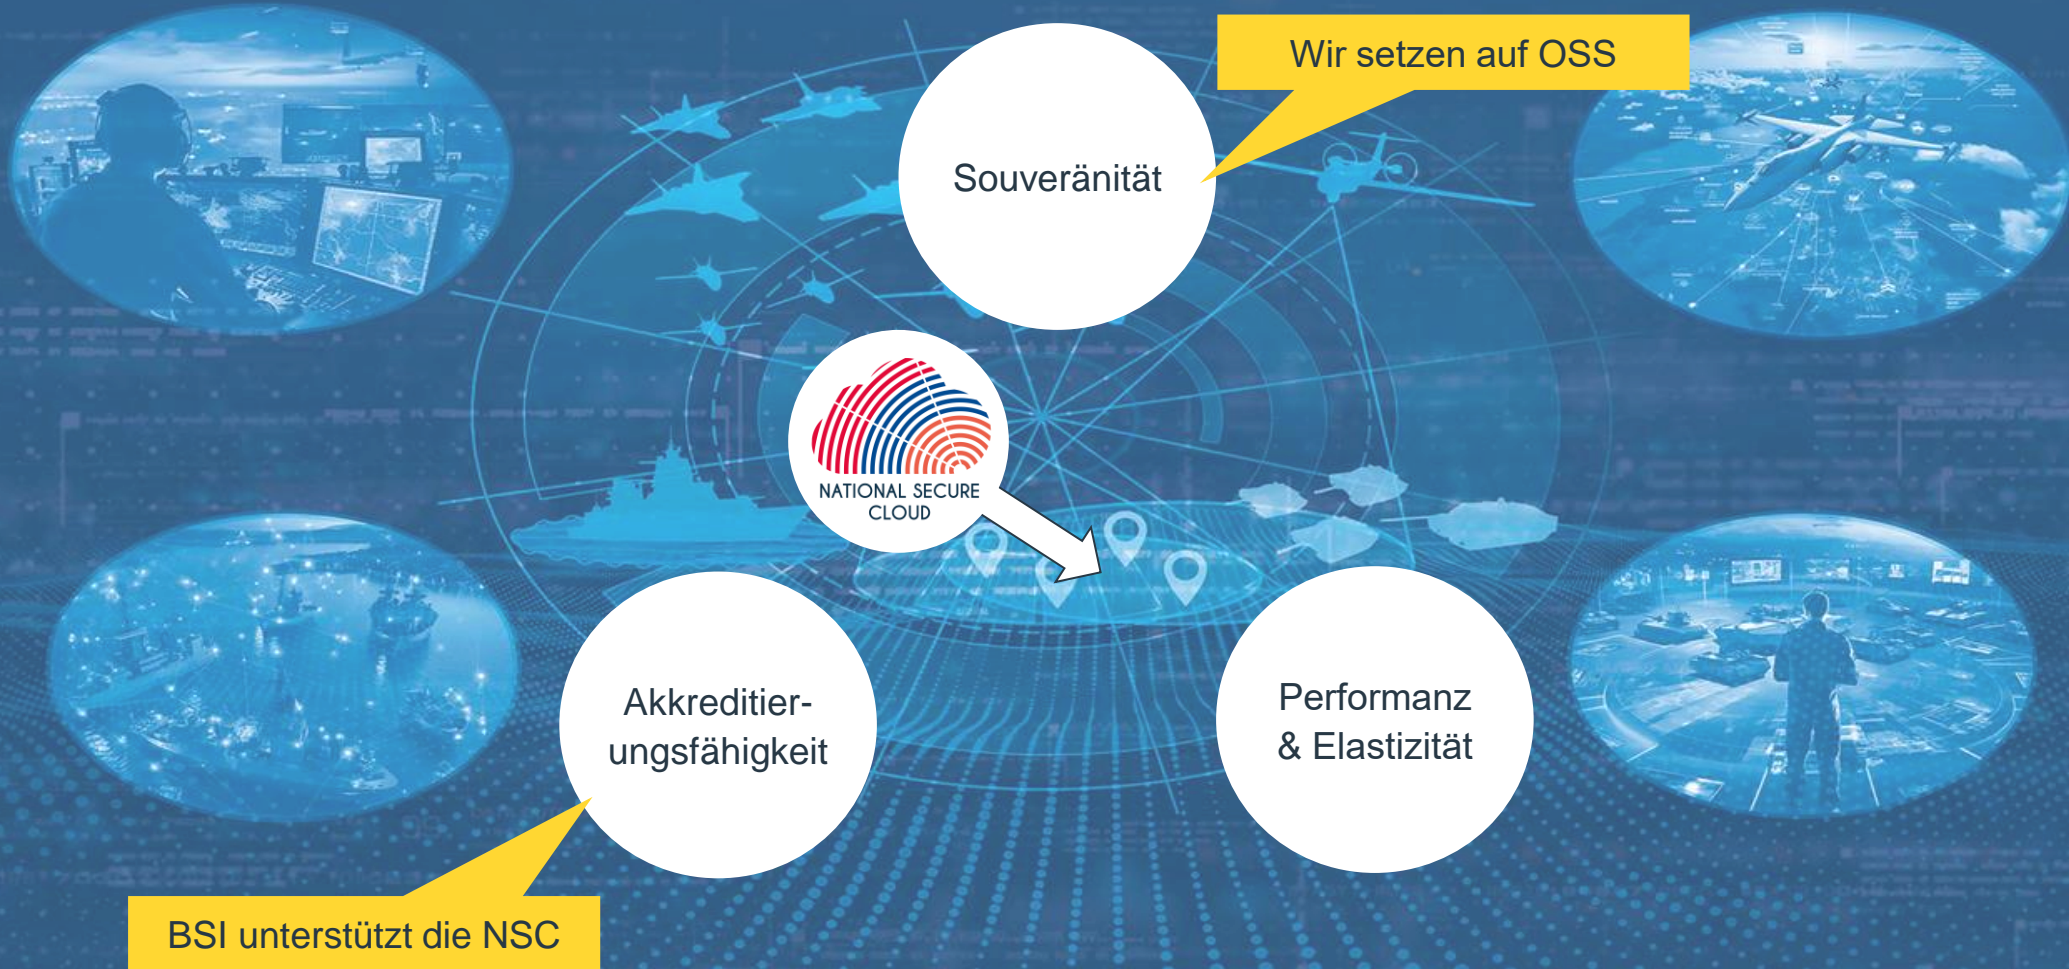 Wir setzen auf OSS
Souveränität
NATIONAL SECURE
CLOUD
Akkreditier-
ungsfähigkeit
Performanz
& Elastizität
BSI unterstützt die NSC